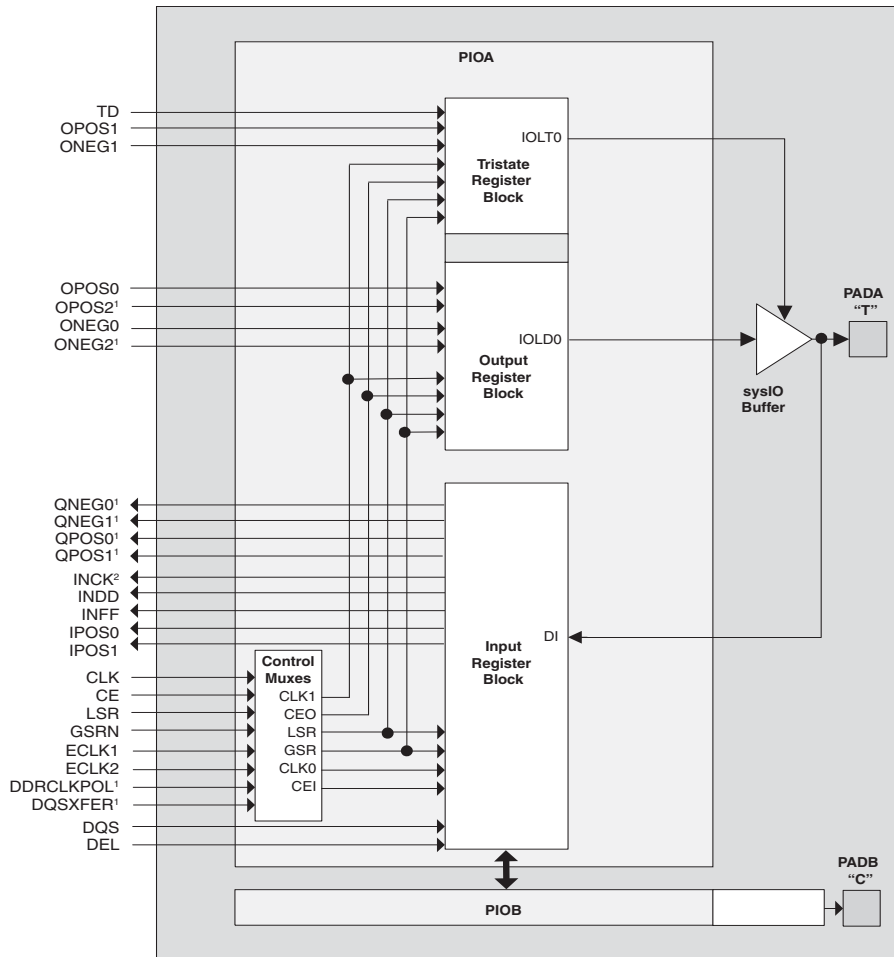 PIOA
TD
OPOS1
ONEG1
IOLT0
Tristate
Register
Block
OPOS0
OPOS2¹
ONEG0
ONEG2¹
IOLD0
Output
Register
Block
sysIO
Buffer
PADA
“T”
QNEG0¹
QNEG1¹
QPOS0¹
QPOS1¹
INCK²
INDD
INFF
IPOS0
IPOS1
DI
Input
Register
Block
Control
Muxes
CLK
CE
LSR
GSRN
ECLK1
ECLK2
DDRCLKPOL¹
DQSXFER¹
CLK1
CEO
LSR
GSR
CLK0
CEI
DQS
DEL
PADB
“C”
PIOB